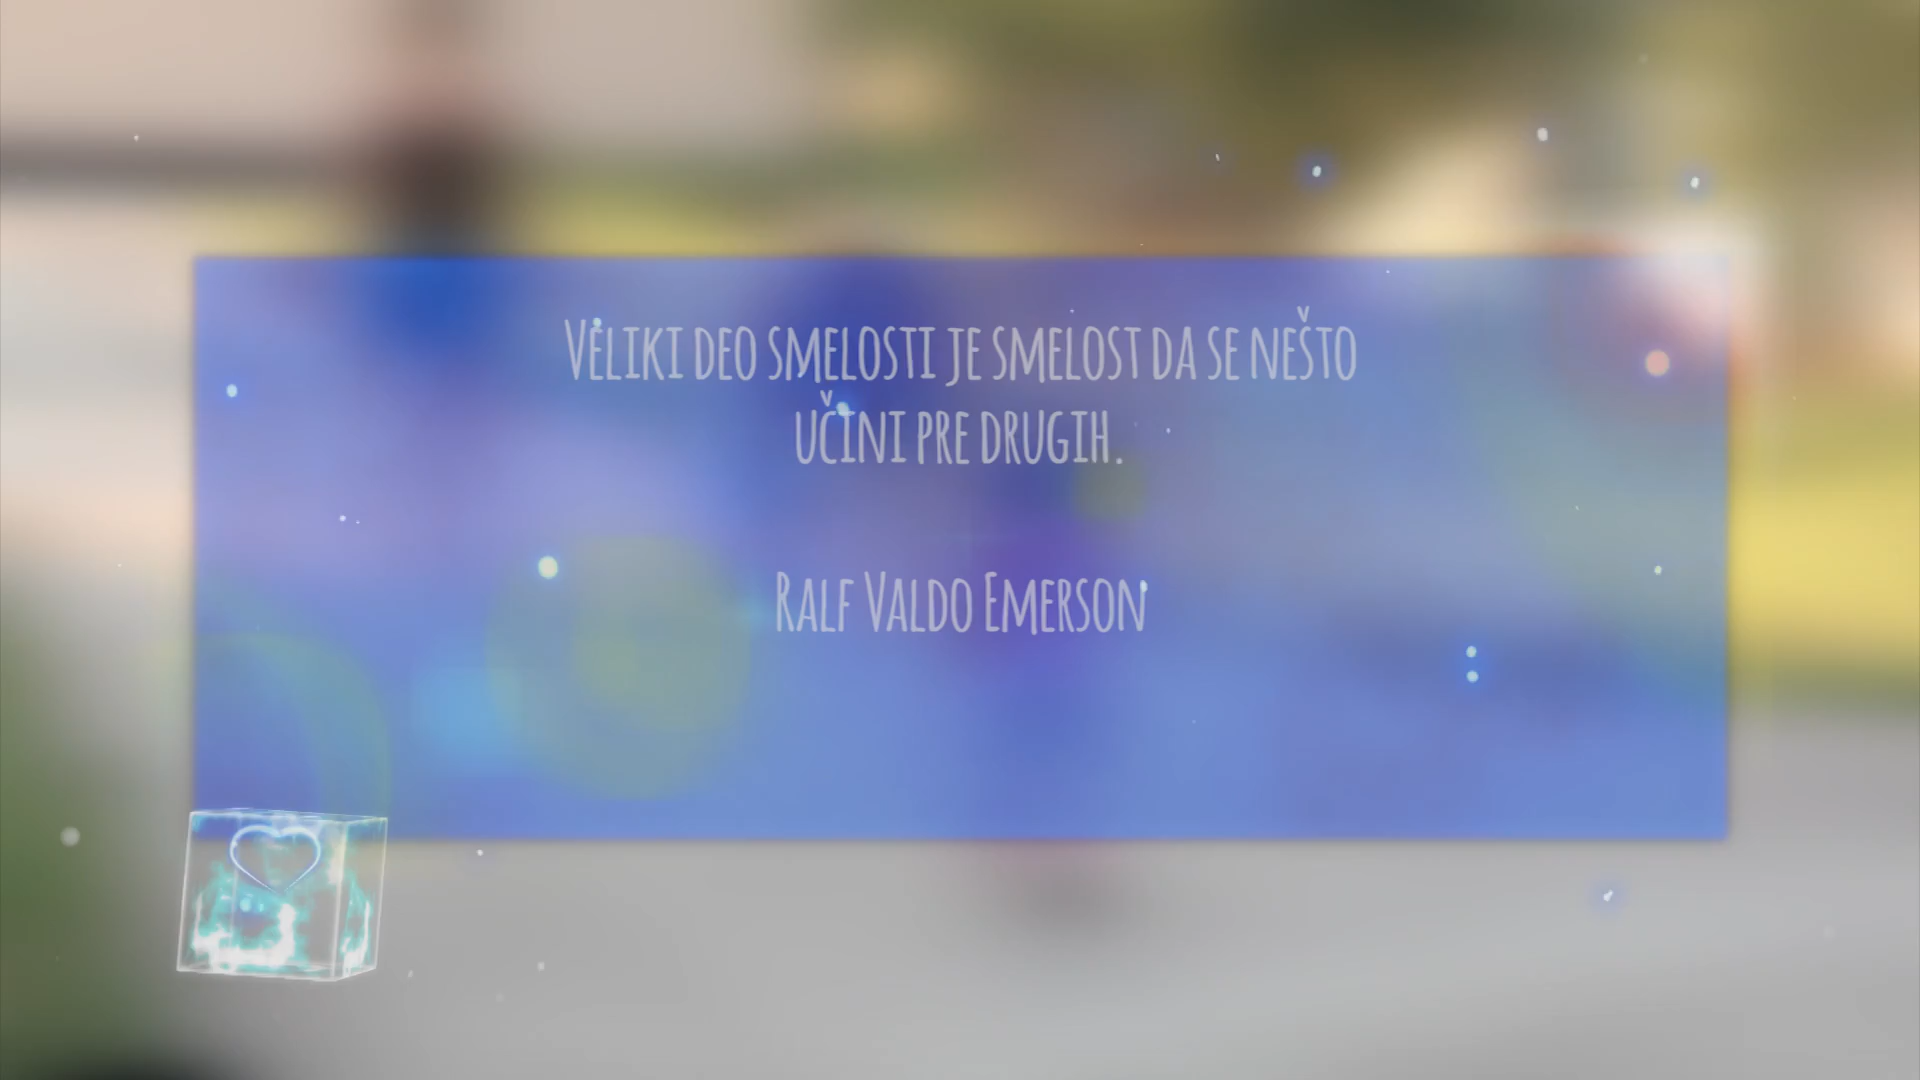 Veliki deo smelosti je smelost da se nešto
učini pre drugih.
Ralf Valdo Emerson